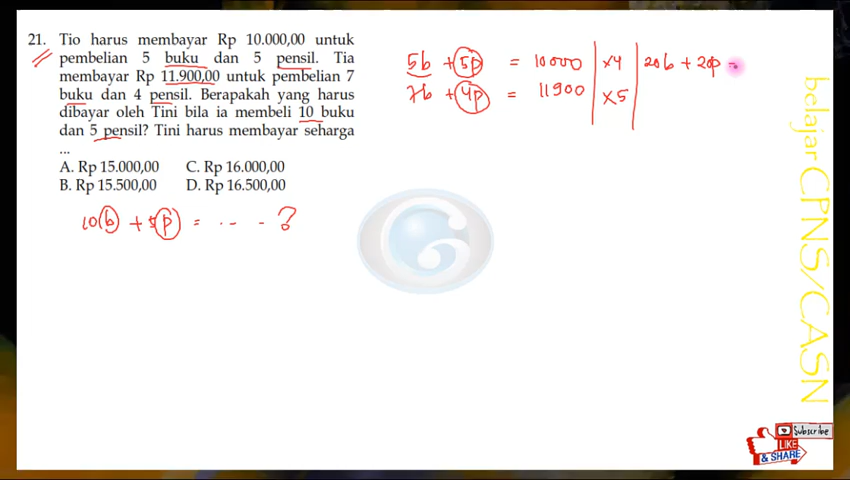 21. Tio harus membayar Rp 10.000,00 untuk
pembelian 5 buku dan 5 pensil. Tia
membayar Rp 11.900,00 untuk pembelian 7
buku dan 4 pensil. Berapakah yang harus
dibayar oleh Tini bila ia membeli 10 buku
dan 5 pensil? Tini harus membayar seharga
...
A. Rp 15.000,00 C. Rp 16.000,00
B. Rp 15.500,00 D. Rp 16.500,00
10b + 5p = ... - ?
5b + 5p = 10000 | ×4 | 20b + 20p =
7b + 4p = 11900 | ×5 |
belajar CPNS/CASN
Subscribe
LIKE
& SHARE